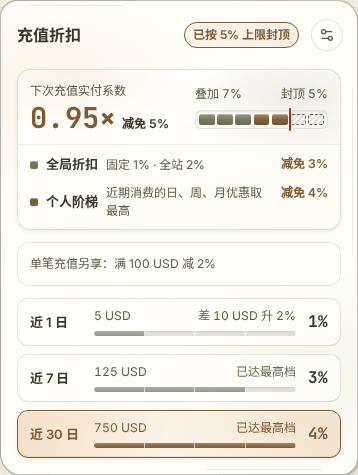 充值折扣
已按 5% 上限封顶
下次充值实付系数
叠加 7%
封顶 5%
0.95× 减免 5%
全局折扣 固定 1% · 全站 2% 减免 3%
个人阶梯 近期消费的日、周、月优惠取 减免 4%
最高
单笔充值另享：满 100 USD 减 2%
近 1 日 5 USD 差 10 USD 升 2% 1%
近 7 日 125 USD 已达最高档 3%
近 30 日 750 USD 已达最高档 4%